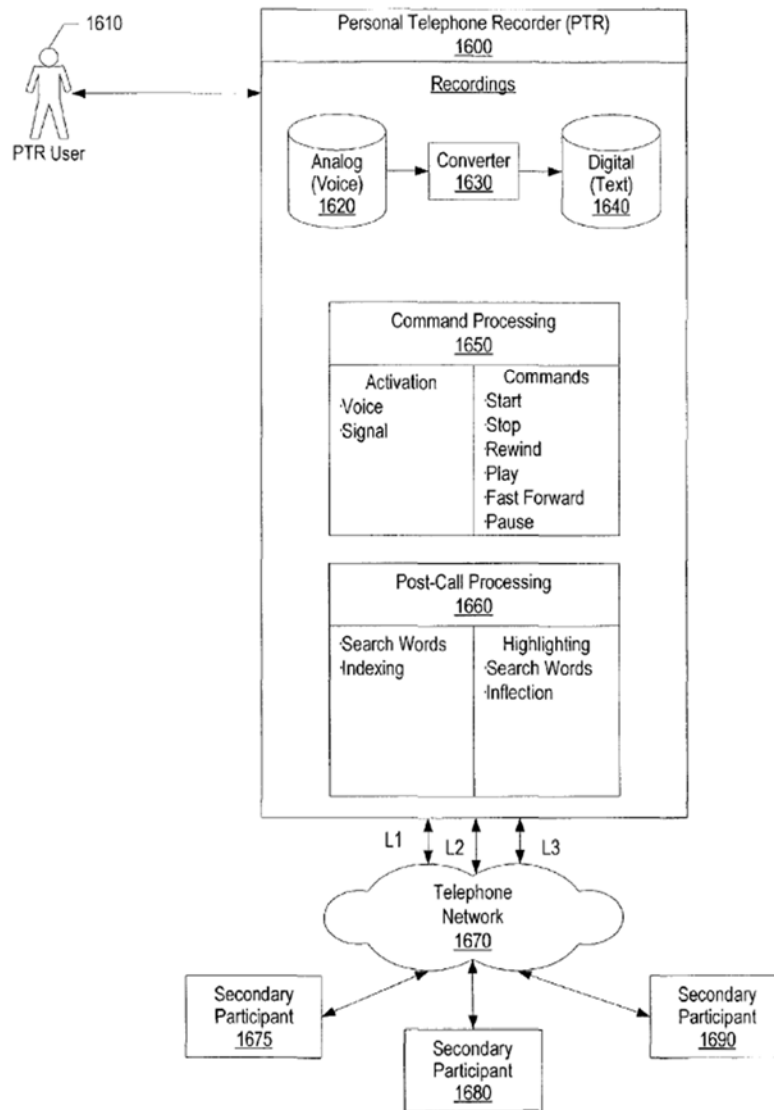 1610
PTR User
Personal Telephone Recorder (PTR)
1600
Recordings
Analog
(Voice)
1620
Converter
1630
Digital
(Text)
1640
Command Processing
1650
Activation
·Voice
·Signal
Commands
·Start
·Stop
·Rewind
·Play
·Fast Forward
·Pause
Post-Call Processing
1660
·Search Words
·Indexing
Highlighting
·Search Words
·Inflection
L1
L2
L3
Telephone
Network
1670
Secondary
Participant
1675
Secondary
Participant
1680
Secondary
Participant
1690